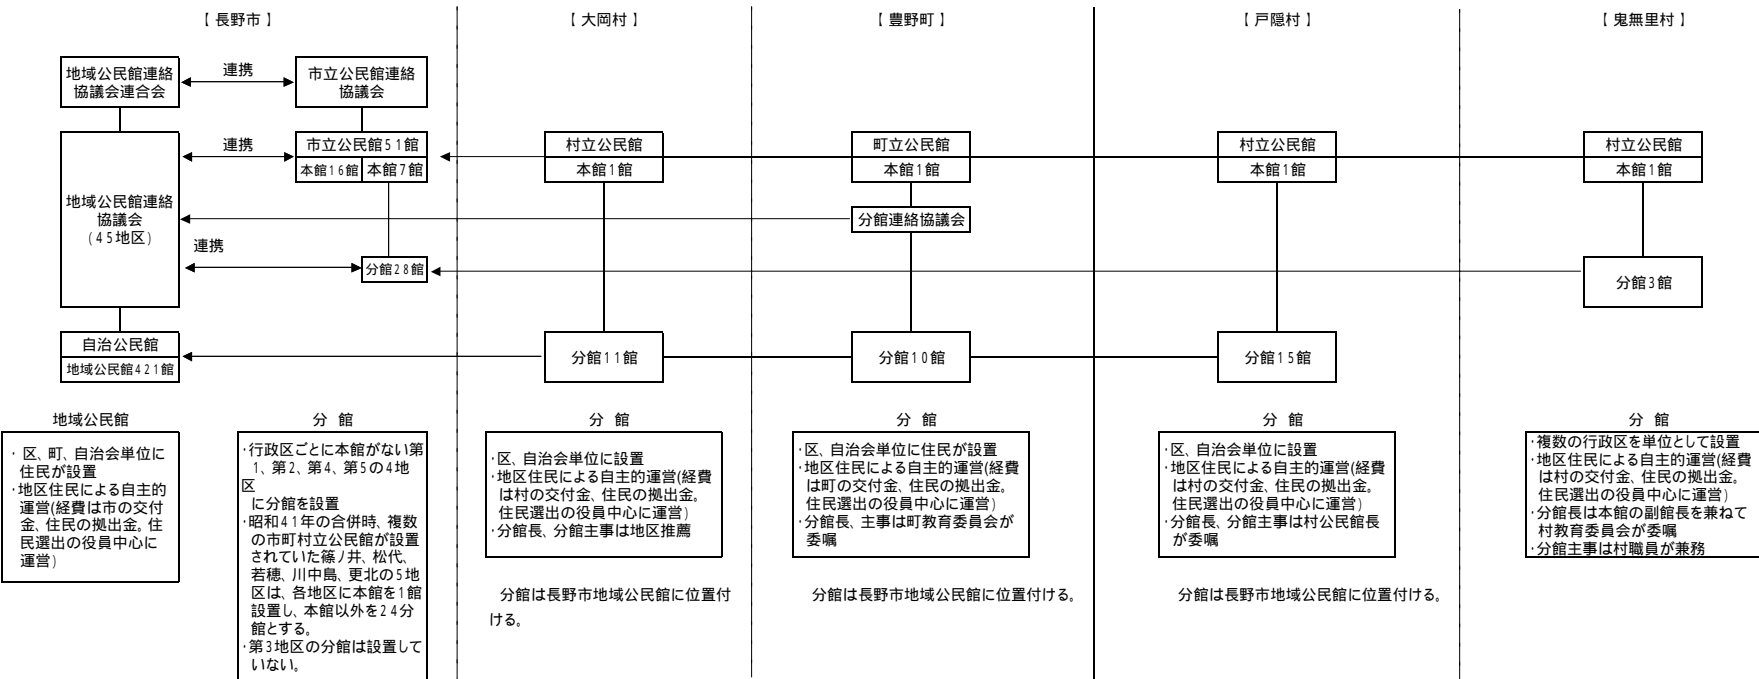 【 長野市 】
【 大岡村 】
【 豊野町 】
【 戸隠村 】
【 鬼無里村 】
地域公民館連絡
協議会連合会
連携
市立公民館連絡
協議会
地域公民館連絡
協議会
(45地区)
連携
市立公民館51館
本館16館
本館7館
連携
分館28館
自治公民館
地域公民館421館
村立公民館
本館1館
分館11館
町立公民館
本館1館
分館連絡協議会
分館10館
村立公民館
本館1館
分館15館
村立公民館
本館1館
分館3館
地域公民館
・区、町、自治会単位に
住民が設置
・地区住民による自主的
運営(経費は市の交付
金、住民の拠出金。住
民選出の役員中心に
運営)
分 館
・行政区ごとに本館がない第
1、第2、第4、第5の4地
区
に分館を設置
・昭和41年の合併時、複数
の市町村立公民館が設置
されていた篠ノ井、松代、
若穂、川中島、更北の5地
区は、各地区に本館を1館
設置し、本館以外を24分
館とする。
・第3地区の分館は設置して
いない。
分 館
・区、自治会単位に設置
・地区住民による自主的運営(経費
は村の交付金、住民の拠出金。
住民選出の役員中心に運営)
・分館長、分館主事は地区推薦
分館は長野市地域公民館に位置付
ける。
分 館
・区、自治会単位に住民が設置
・地区住民による自主的運営(経費
は町の交付金、住民の拠出金。
住民選出の役員中心に運営)
・分館長、主事は町教育委員会が
委嘱
分館は長野市地域公民館に位置付ける。
分 館
・区、自治会単位に設置
・地区住民による自主的運営(経費
は村の交付金、住民の拠出金。
住民選出の役員中心に運営)
・分館長、分館主事は村公民館長
が委嘱
分館は長野市地域公民館に位置付ける。
分 館
・複数の行政区を単位として設置
・地区住民による自主的運営(経費
は村の交付金、住民の拠出金。
住民選出の役員中心に運営)
・分館長は本館の副館長を兼ねて
村教育委員会が委嘱
・分館主事は村職員が兼務